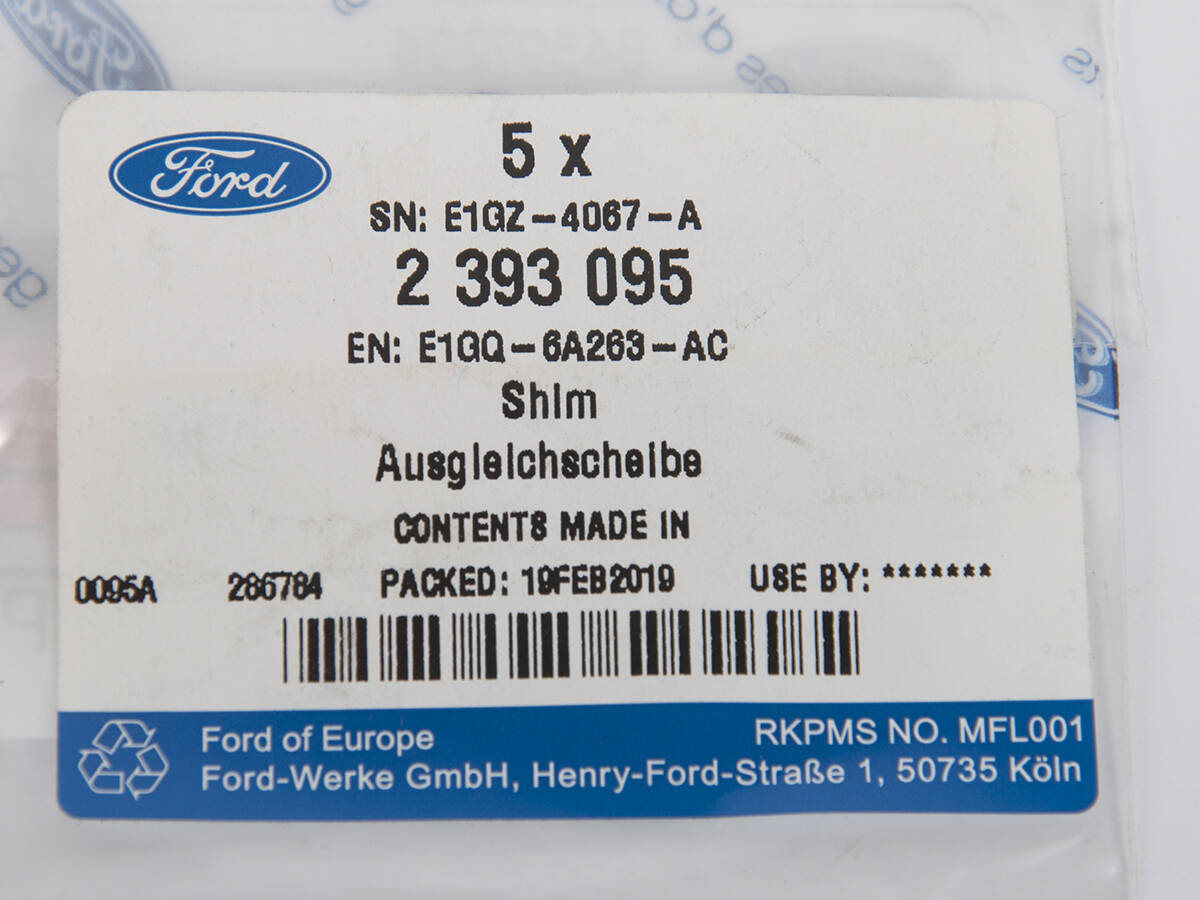 Ford
5 x
SN: E1GZ-4067-A
2 393 095
EN: E1GQ-6A263-AC
Shim
Ausgleichscheibe
CONTENTS MADE IN
0095A 286784 PACKED: 19FEB2019 USE BY: *******
Ford of Europe RKPMS NO. MFL001
Ford-Werke GmbH, Henry-Ford-Straße 1, 50735 Köln